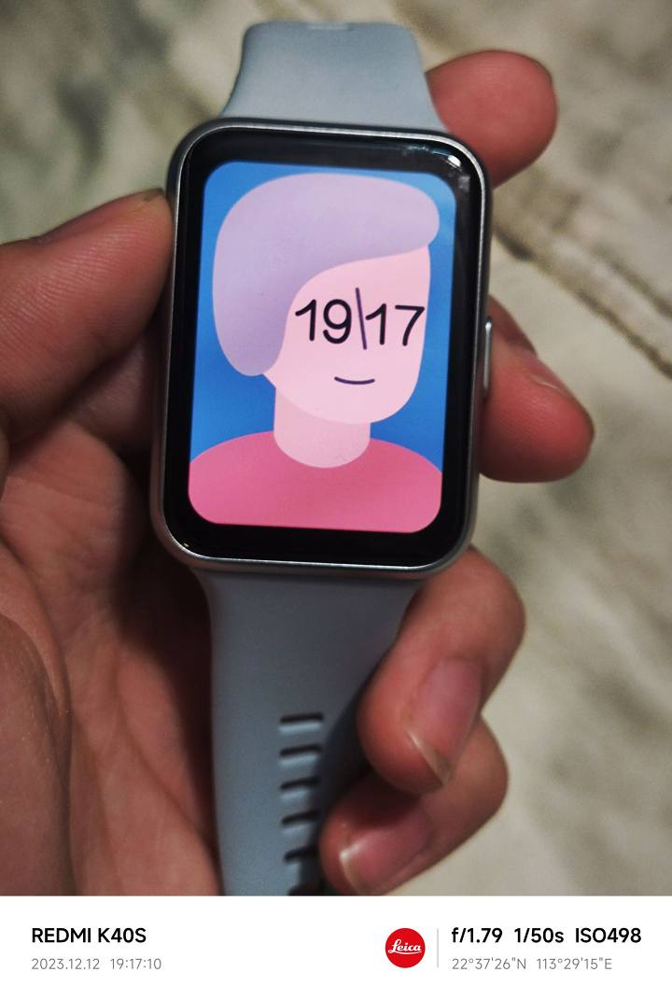 19\17
REDMI K40S
2023.12.12 19:17:10
Leica
f/1.79 1/50s ISO498
22°37'26"N 113°29'15"E